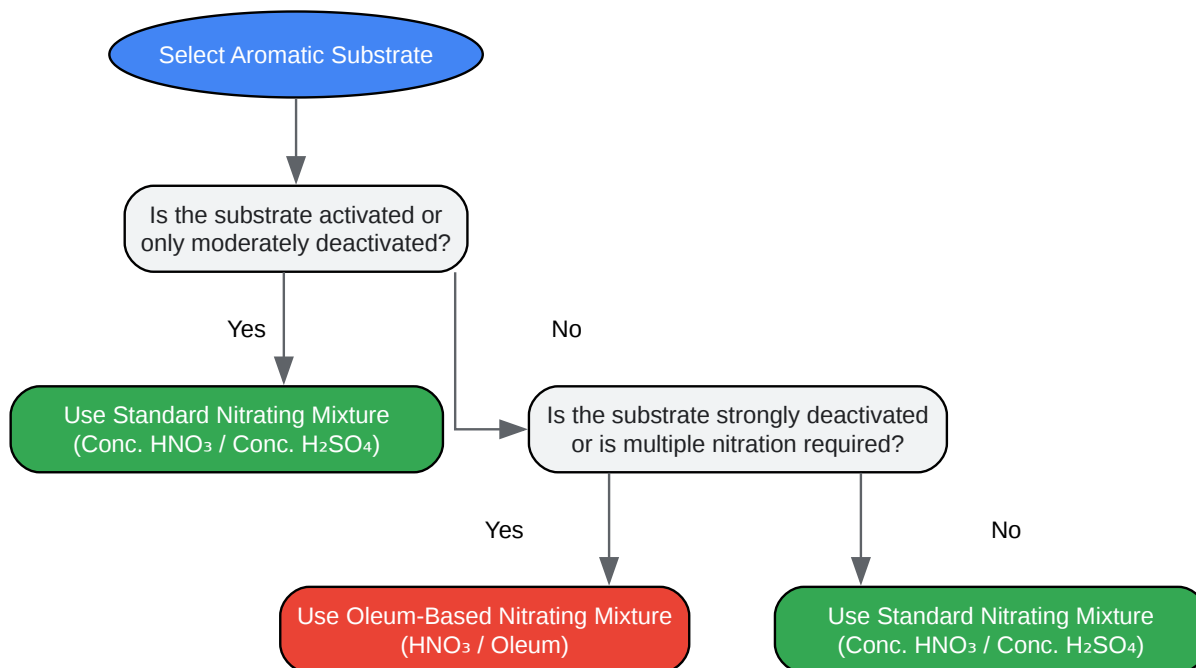 Select Aromatic Substrate
Is the substrate activated or
only moderately deactivated?
Yes
No
Use Standard Nitrating Mixture
(Conc. HNO₃ / Conc. H₂SO₄)
Is the substrate strongly deactivated
or is multiple nitration required?
Yes
No
Use Oleum-Based Nitrating Mixture
(HNO₃ / Oleum)
Use Standard Nitrating Mixture
(Conc. HNO₃ / Conc. H₂SO₄)